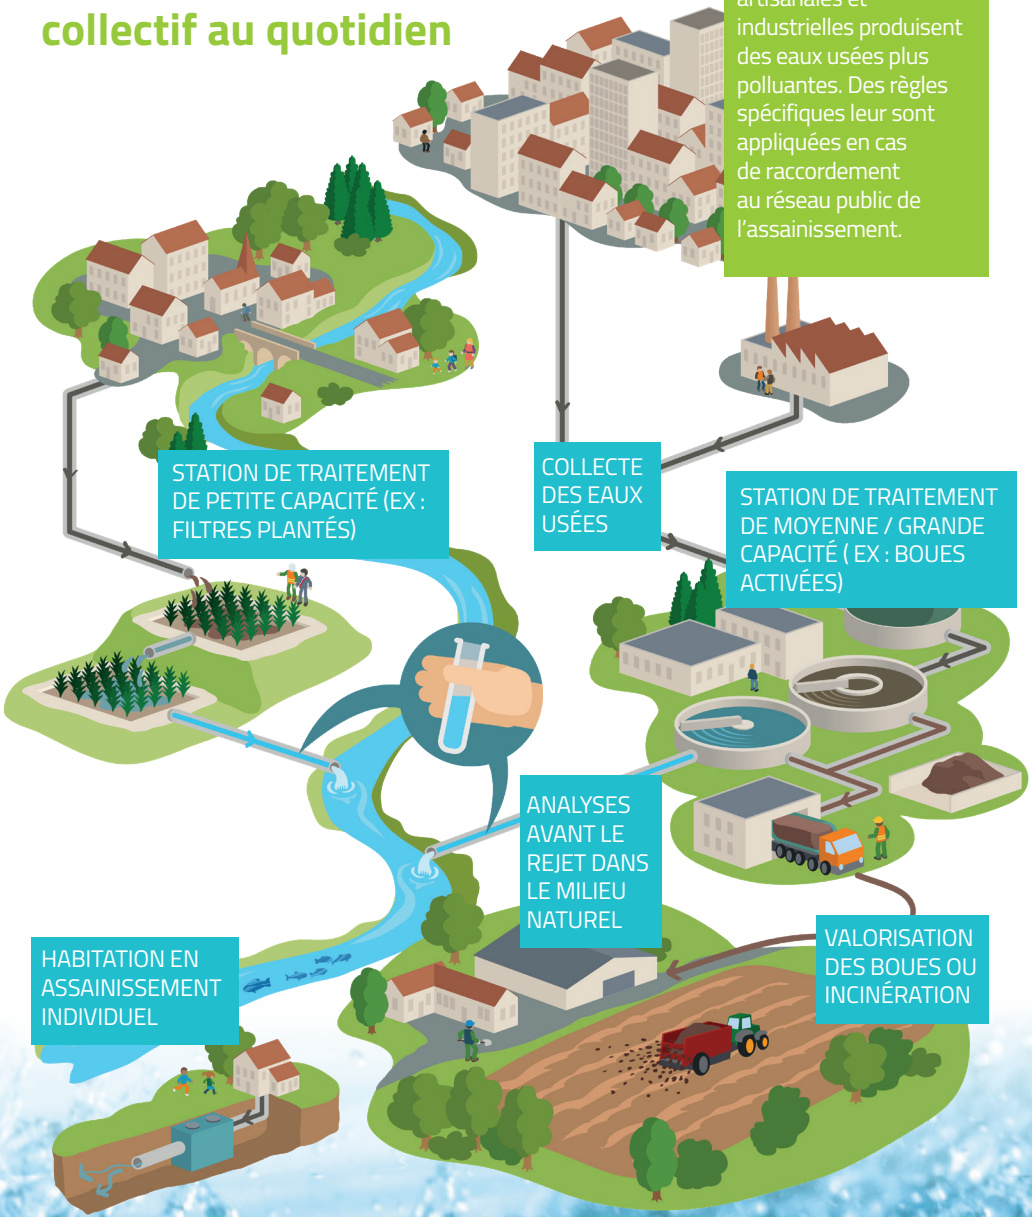 collectif au quotidien
artisanales et
industrielles produisent
des eaux usées plus
polluantes. Des règles
spécifiques leur sont
appliquées en cas
de raccordement
au réseau public de
l’assainissement.
STATION DE TRAITEMENT
DE PETITE CAPACITÉ (EX :
FILTRES PLANTÉS)
COLLECTE
DES EAUX
USÉES
STATION DE TRAITEMENT
DE MOYENNE / GRANDE
CAPACITÉ ( EX : BOUES
ACTIVÉES)
ANALYSES
AVANT LE
REJET DANS
LE MILIEU
NATUREL
HABITATION EN
ASSAINISSEMENT
INDIVIDUEL
VALORISATION
DES BOUES OU
INCINÉRATION